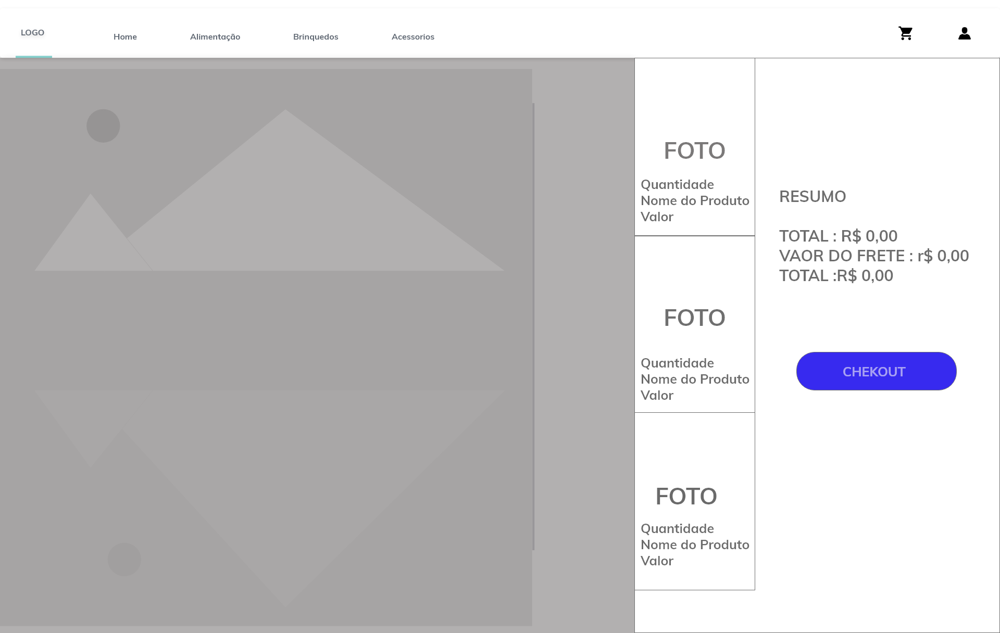 LOGO
Home
Alimentação
Brinquedos
Acessorios
FOTO
Quantidade
Nome do Produto
Valor
FOTO
Quantidade
Nome do Produto
Valor
FOTO
Quantidade
Nome do Produto
Valor
RESUMO
TOTAL : R$ 0,00
VAOR DO FRETE : r$ 0,00
TOTAL :R$ 0,00
CHEKOUT